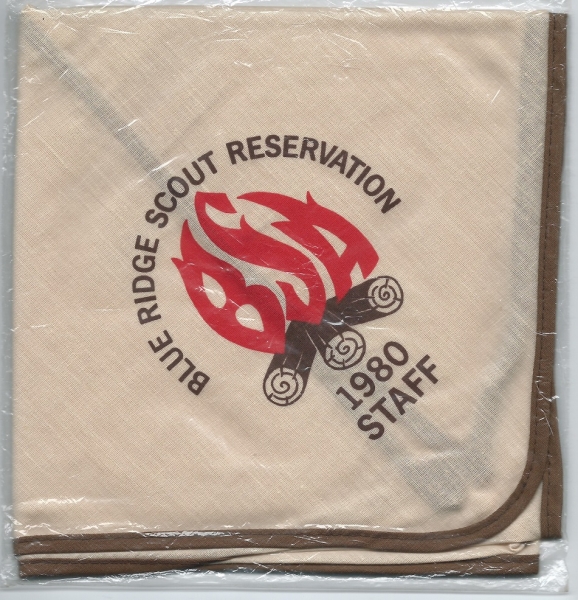 BLUE RIDGE SCOUT RESERVATION
BSA
1980
STAFF